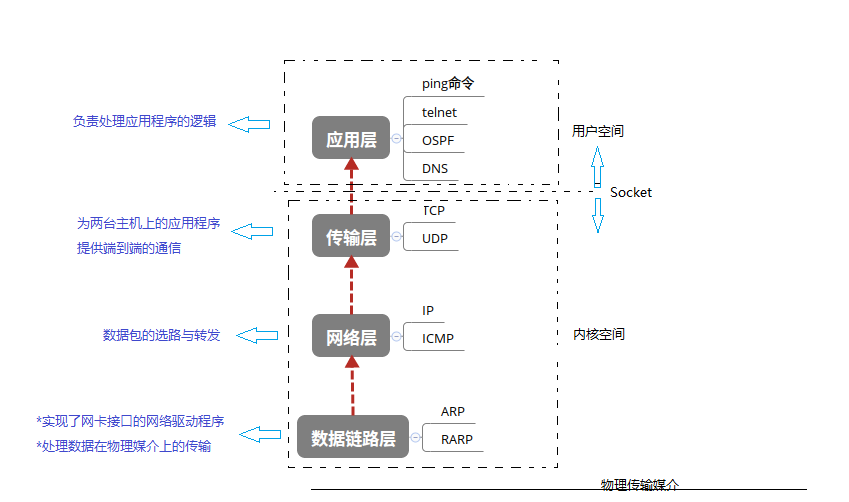 ping命令
telnet
负责处理应用程序的逻辑
应用层
OSPF
用户空间
DNS
Socket
TCP
为两台主机上的应用程序
提供端到端的通信
传输层
UDP
IP
数据包的选路与转发
网络层
ICMP
内核空间
ARP
*实现了网卡接口的网络驱动程序
*处理数据在物理媒介上的传输
数据链路层
RARP
物理传输媒介